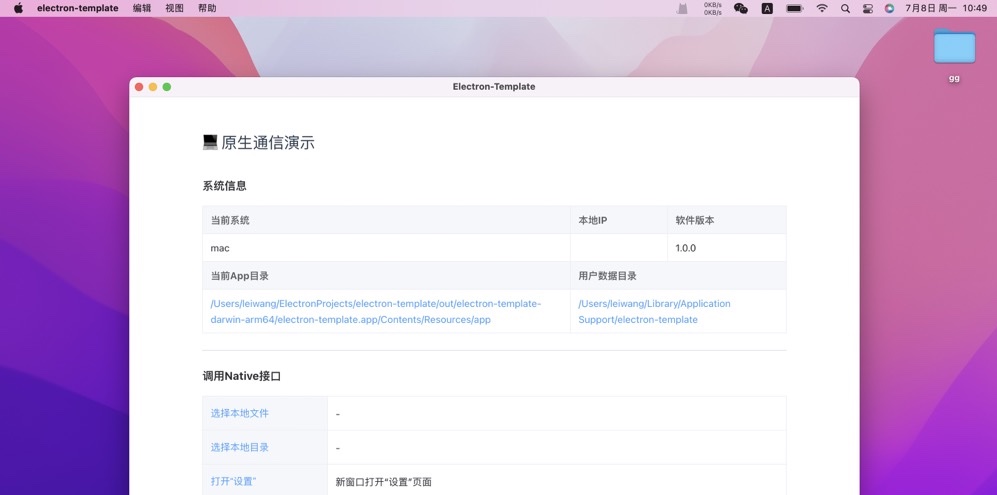 electron-template 编辑 视图 帮助
0KB/s
0KB/s
A
7月8日 周一 10:49
gg
Electron-Template
原生通信演示
系统信息
当前系统 本地IP 软件版本
mac 1.0.0
当前App目录 用户数据目录
/Users/leiwang/ElectronProjects/electron-template/out/electron-template-
darwin-arm64/electron-template.app/Contents/Resources/app
/Users/leiwang/Library/Application
Support/electron-template
调用Native接口
选择本地文件 -
选择本地目录 -
打开“设置” 新窗口打开“设置”页面